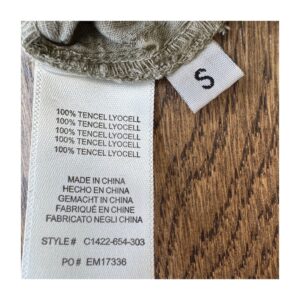 100% TENCEL LYOCELL
100% TENCEL LYOCELL
100% TENCEL LYOCELL
100% TENCEL LYOCELL
100% TENCEL LYOCELL
MADE IN CHINA
HECHO EN CHINA
GEMACHT IN CHINA
FABRIQUÉ EN CHINE
FABRICATO NEGLI CHINA
STYLE # C1422-654-303
PO # EM17336
S